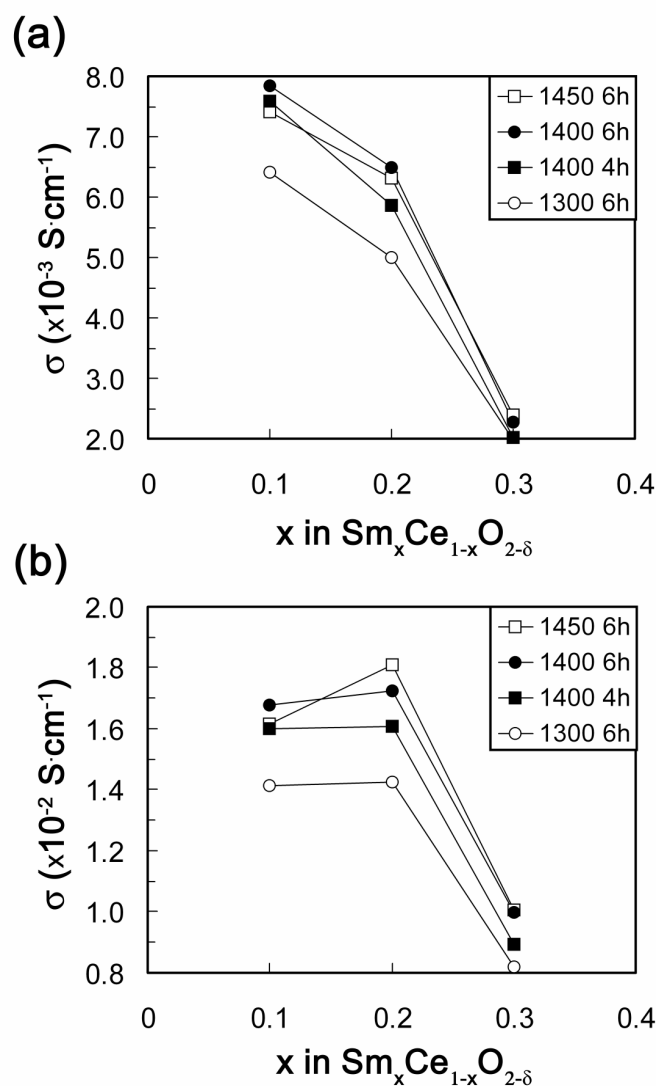 (a)
8.0
7.0
6.0
5.0
4.0
3.0
2.0
σ (x10⁻³ S·cm⁻¹)
1450 6h
1400 6h
1400 4h
1300 6h
0 0.1 0.2 0.3 0.4
x in SmₓCe₁₋ₓO₂₋δ
(b)
2.0
1.8
1.6
1.4
1.2
1.0
0.8
σ (x10⁻² S·cm⁻¹)
1450 6h
1400 6h
1400 4h
1300 6h
0 0.1 0.2 0.3 0.4
x in SmₓCe₁₋ₓO₂₋δ